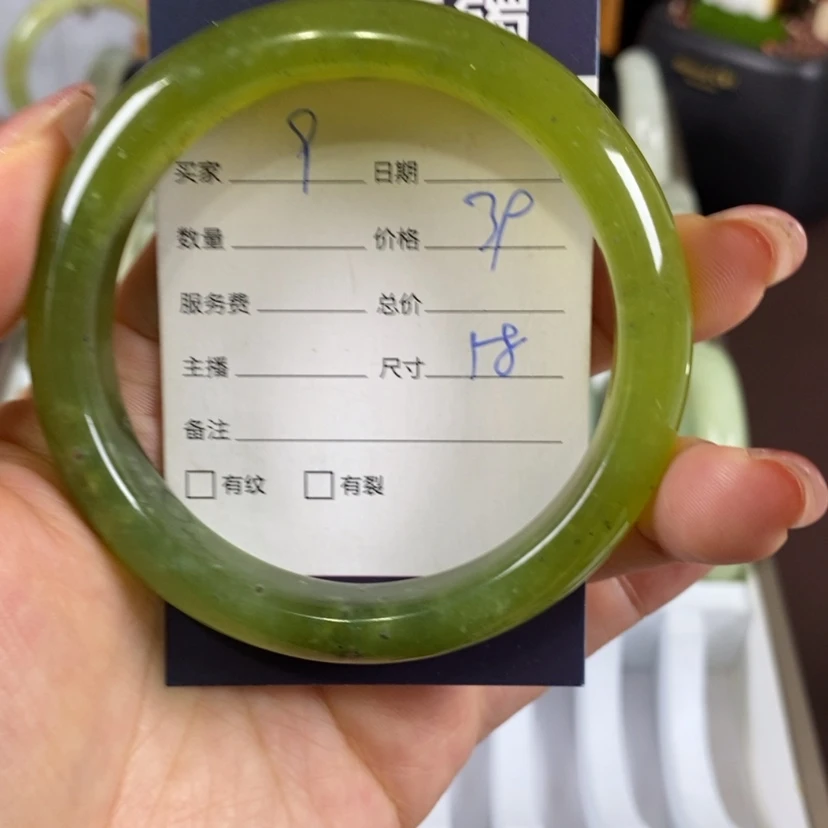 买家 9 日期
数量 价格 39
服务费 总价
主播 尺寸 58
备注
□ 有纹 □ 有裂